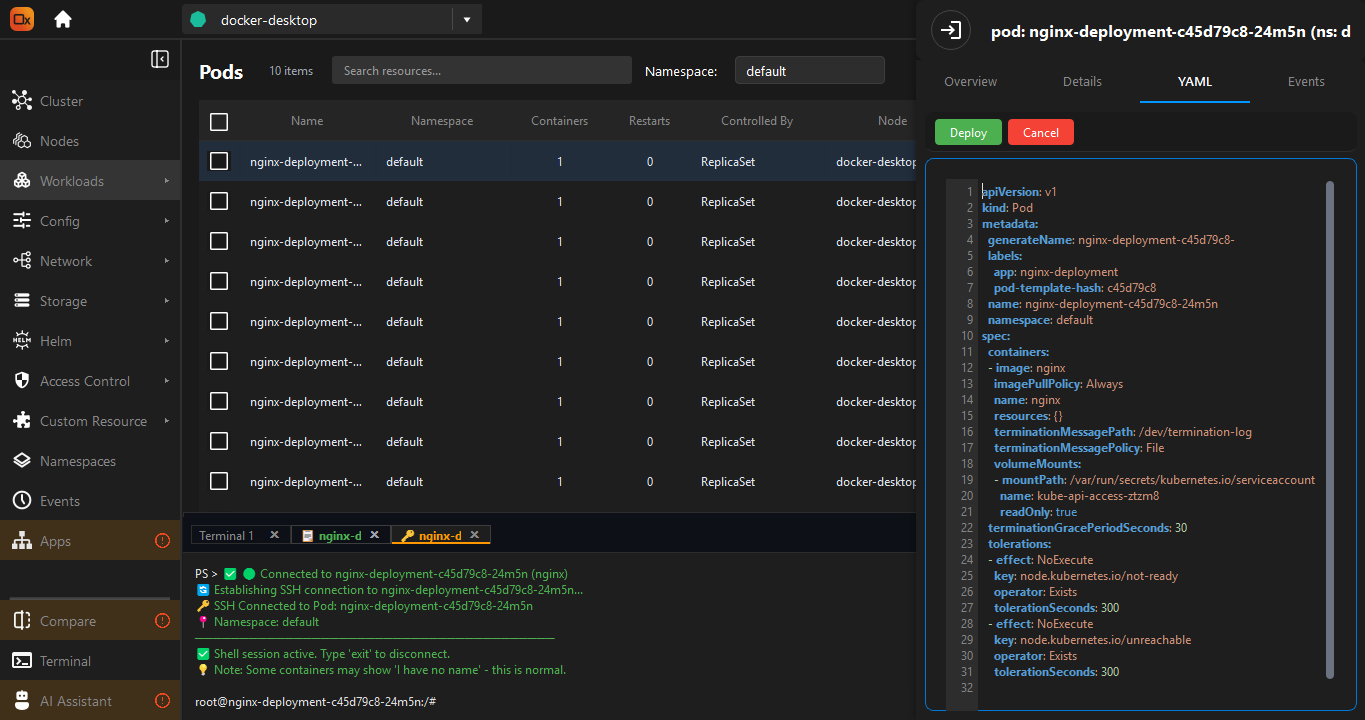 Ox
docker-desktop
Cluster
Nodes
Workloads
Config
Network
Storage
HELM
Helm
Access Control
Custom Resource
Namespaces
Events
Apps
Compare
Terminal
AI Assistant
Pods
10 items
Search resources...
Namespace:
default
Name Namespace Containers Restarts Controlled By Node
nginx-deployment-... default 1 0 ReplicaSet docker-desktop
nginx-deployment-... default 1 0 ReplicaSet docker-desktop
nginx-deployment-... default 1 0 ReplicaSet docker-desktop
nginx-deployment-... default 1 0 ReplicaSet docker-desktop
nginx-deployment-... default 1 0 ReplicaSet docker-desktop
nginx-deployment-... default 1 0 ReplicaSet docker-desktop
nginx-deployment-... default 1 0 ReplicaSet docker-desktop
nginx-deployment-... default 1 0 ReplicaSet docker-desktop
nginx-deployment-... default 1 0 ReplicaSet docker-desktop
Terminal 1 ✕ nginx-d ✕ nginx-d ✕
PS > ✅ 🟢 Connected to nginx-deployment-c45d79c8-24m5n (nginx)
🔄 Establishing SSH connection to nginx-deployment-c45d79c8-24m5n...
🔑 SSH Connected to Pod: nginx-deployment-c45d79c8-24m5n
📍 Namespace: default
✅ Shell session active. Type 'exit' to disconnect.
💡 Note: Some containers may show 'I have no name' - this is normal.
root@nginx-deployment-c45d79c8-24m5n:/#
pod: nginx-deployment-c45d79c8-24m5n (ns: d
Overview Details YAML Events
Deploy Cancel
1 apiVersion: v1
2 kind: Pod
3 metadata:
4 generateName: nginx-deployment-c45d79c8-
5 labels:
6 app: nginx-deployment
7 pod-template-hash: c45d79c8
8 name: nginx-deployment-c45d79c8-24m5n
9 namespace: default
10 spec:
11 containers:
12 - image: nginx
13 imagePullPolicy: Always
14 name: nginx
15 resources: {}
16 terminationMessagePath: /dev/termination-log
17 terminationMessagePolicy: File
18 volumeMounts:
19 - mountPath: /var/run/secrets/kubernetes.io/serviceaccount
20 name: kube-api-access-ztzm8
21 readOnly: true
22 terminationGracePeriodSeconds: 30
23 tolerations:
24 - effect: NoExecute
25 key: node.kubernetes.io/not-ready
26 operator: Exists
27 tolerationSeconds: 300
28 - effect: NoExecute
29 key: node.kubernetes.io/unreachable
30 operator: Exists
31 tolerationSeconds: 300
32